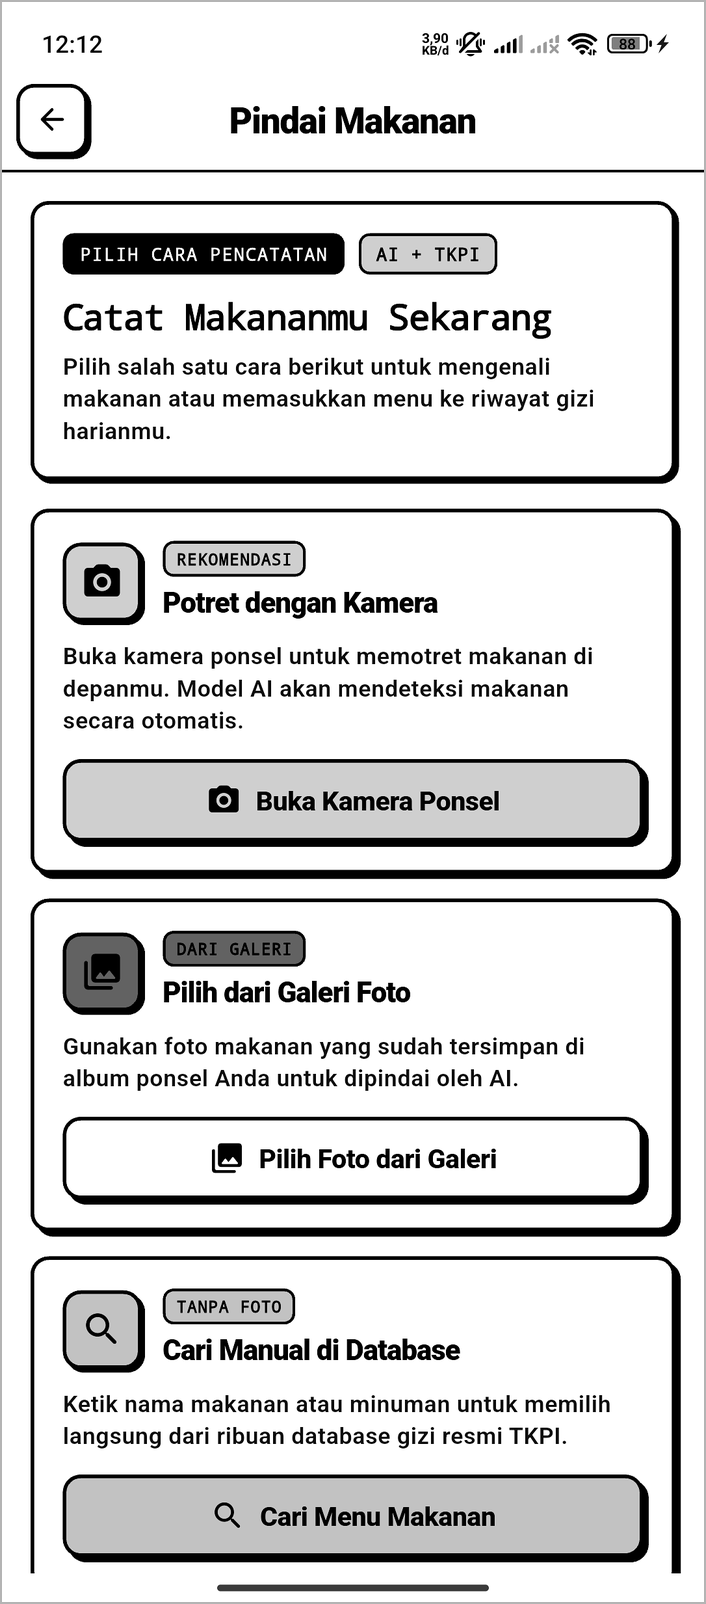 12:12
3,90
KB/d
88
Pindai Makanan
PILIH CARA PENCATATAN
AI + TKPI
Catat Makananmu Sekarang
Pilih salah satu cara berikut untuk mengenali
makanan atau memasukkan menu ke riwayat gizi
harianmu.
REKOMENDASI
Potret dengan Kamera
Buka kamera ponsel untuk memotret makanan di
depanmu. Model AI akan mendeteksi makanan
secara otomatis.
Buka Kamera Ponsel
DARI GALERI
Pilih dari Galeri Foto
Gunakan foto makanan yang sudah tersimpan di
album ponsel Anda untuk dipindai oleh AI.
Pilih Foto dari Galeri
TANPA FOTO
Cari Manual di Database
Ketik nama makanan atau minuman untuk memilih
langsung dari ribuan database gizi resmi TKPI.
Cari Menu Makanan